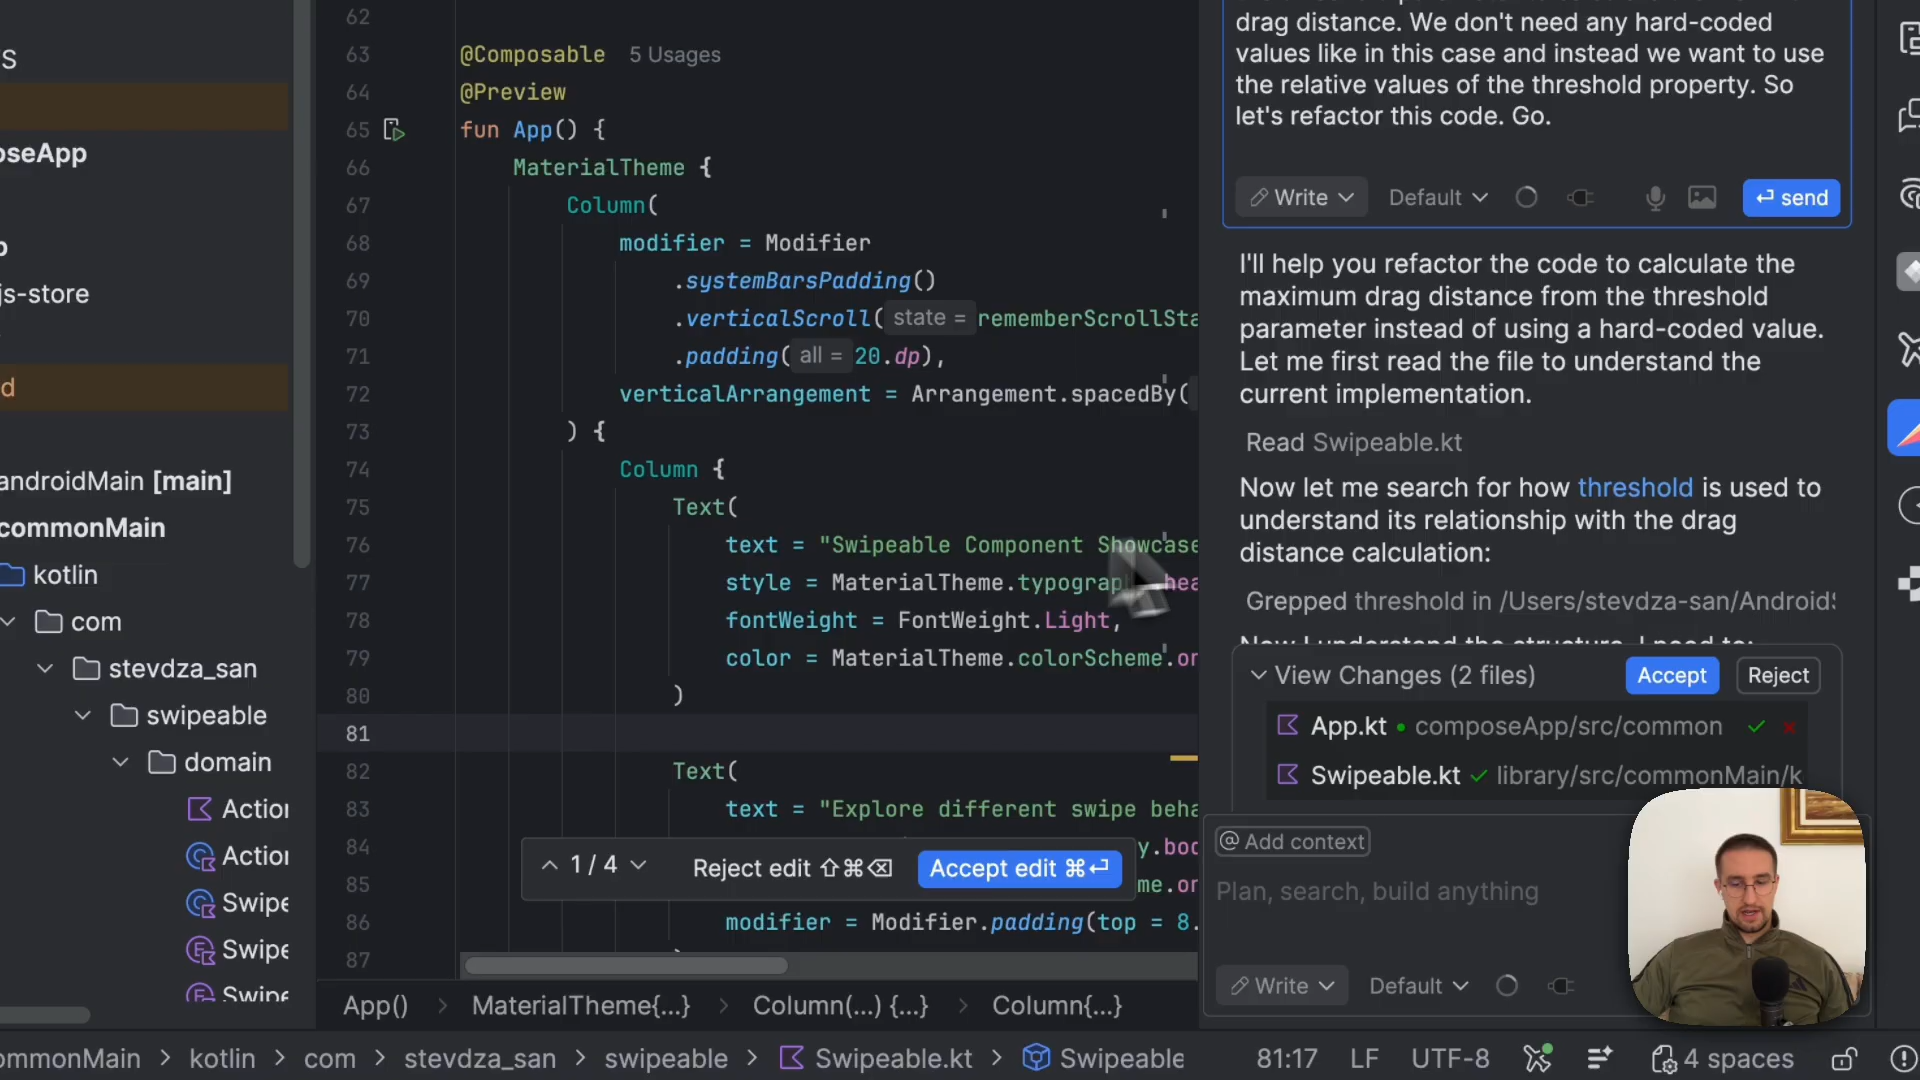 62
63 @Composable 5 Usages
64 @Preview
65 fun App() {
66 MaterialTheme {
67 Column(
68 modifier = Modifier
69 .systemBarsPadding()
70 .verticalScroll( state = rememberScrollSta
71 .padding( all = 20.dp),
72 verticalArrangement = Arrangement.spacedBy(
73 ) {
74 Column {
75 Text(
76 text = "Swipeable Component Showcase
77 style = MaterialTheme.typograp hea
78 fontWeight = FontWeight.Light,
79 color = MaterialTheme.colorScheme.on
80 )
81
82 Text(
83 text = "Explore different swipe beha
84 y.bod
85 me.on
86 modifier = Modifier.padding(top = 8.
87
1 / 4 Reject edit ⇧⌘⌫ Accept edit ⌘↩
App() > MaterialTheme{...} > Column(...) {...} > Column{...}
S
oseApp
p
js-store
d
androidMain [main]
commonMain
kotlin
com
stevdza_san
swipeable
domain
Action
Action
Swipe
Swipe
Swipe
drag distance. We don't need any hard-coded
values like in this case and instead we want to use
the relative values of the threshold property. So
let's refactor this code. Go.
Write Default send
I'll help you refactor the code to calculate the
maximum drag distance from the threshold
parameter instead of using a hard-coded value.
Let me first read the file to understand the
current implementation.
Read Swipeable.kt
Now let me search for how threshold is used to
understand its relationship with the drag
distance calculation:
Grepped threshold in /Users/stevdza-san/AndroidS
Now I understand the structure. I need to:
View Changes (2 files) Accept Reject
App.kt • composeApp/src/common
Swipeable.kt library/src/commonMain/k
@ Add context
Plan, search, build anything
Write Default
ommonMain > kotlin > com > stevdza_san > swipeable > Swipeable.kt > Swipeable 81:17 LF UTF-8 4 spaces